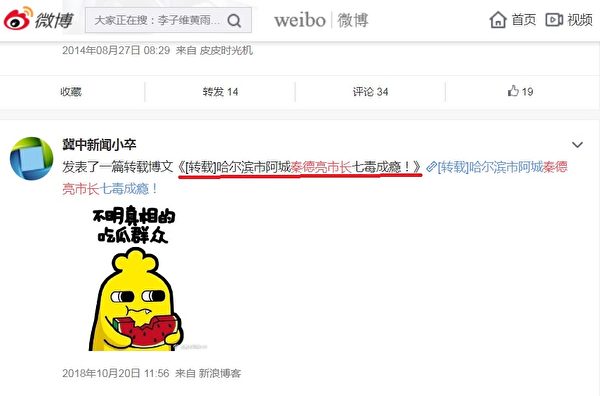 微博
大家正在搜：李子维黄雨...
weibo | 微博
首页
视频
2014年08月27日 08:29 来自 皮皮时光机
收藏
转发 14
评论 34
19
冀中新闻小卒
发表了一篇转载博文《[转载]哈尔滨市阿城秦德亮市长七毒成瘾！》[转载]哈尔滨市阿城秦德
亮市长七毒成瘾！
不明真相的
吃瓜群众
2018年10月20日 11:56 来自 新浪博客